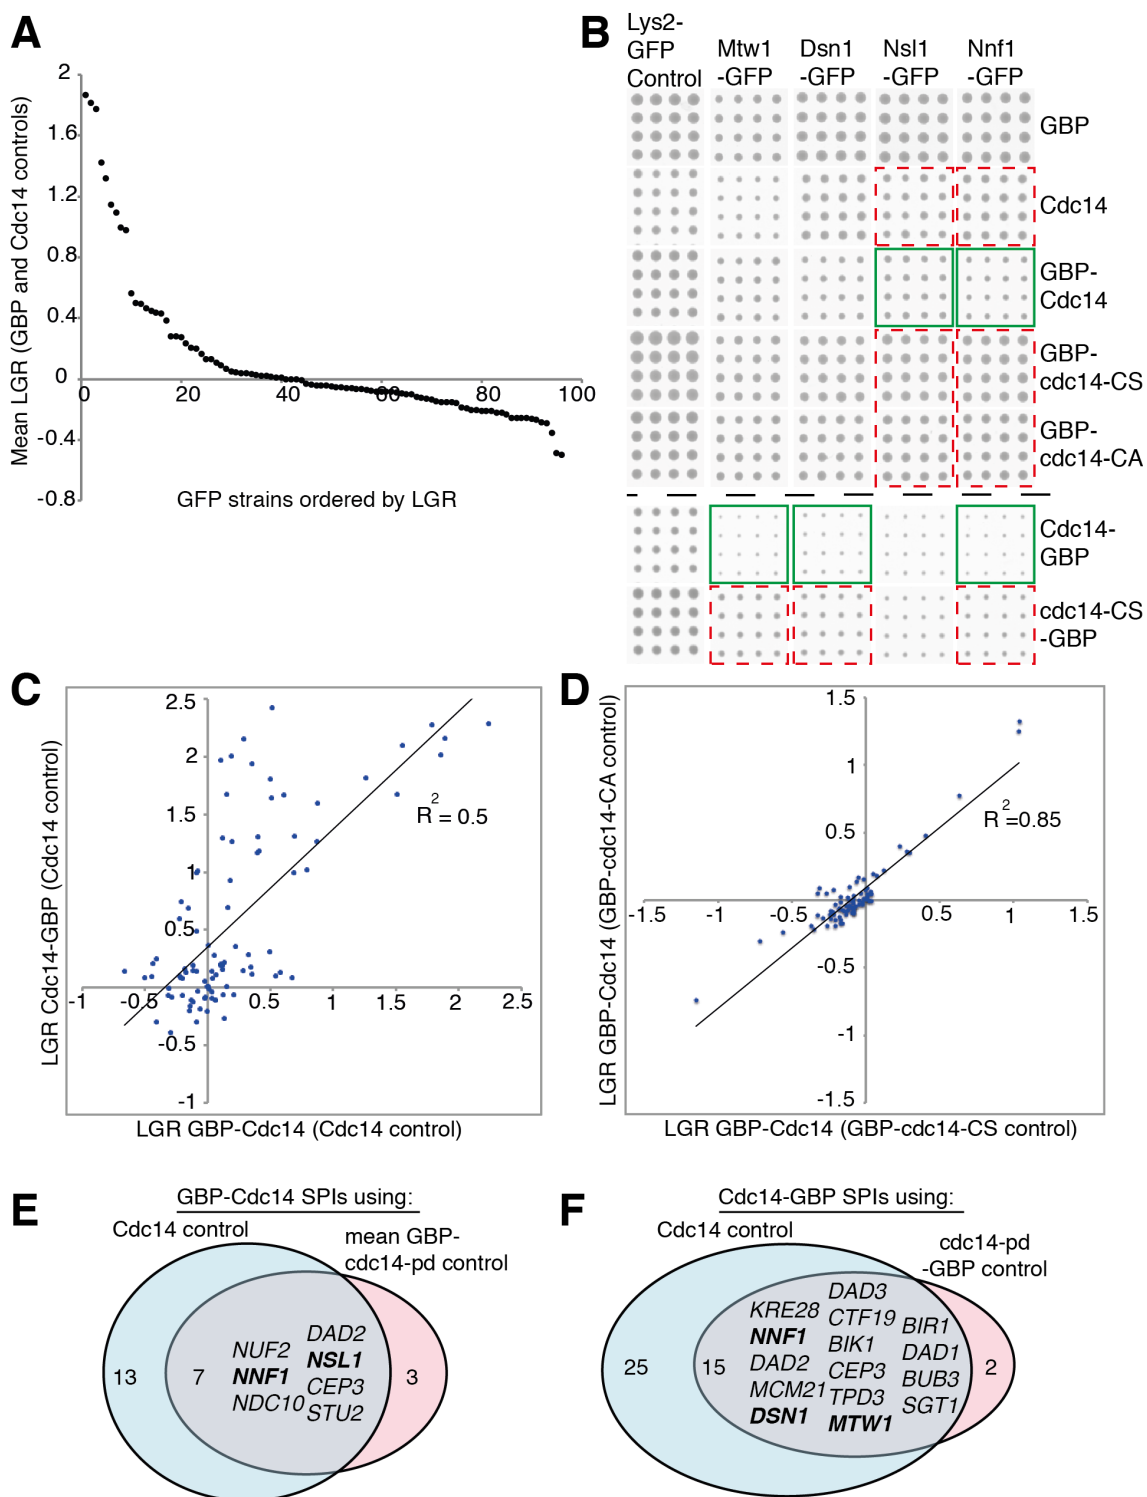 A
2
1.6
1.2
0.8
0.4
0
-0.4
-0.8
0
20
40
60
80
100
Mean LGR (GBP and Cdc14 controls)
GFP strains ordered by LGR
B
Lys2-
GFP
Control
Mtw1
-GFP
Dsn1
-GFP
Nsl1
-GFP
Nnf1
-GFP
GBP
Cdc14
GBP-
Cdc14
GBP-
cdc14-CS
GBP-
cdc14-CA
Cdc14-
GBP
cdc14-CS
-GBP
C
2.5
2
1.5
1
0.5
-0.5
-1
-1
-0.5
0.5
1
1.5
2
2.5
R2 = 0.5
LGR Cdc14-GBP (Cdc14 control)
LGR GBP-Cdc14 (Cdc14 control)
D
1.5
1
0.5
-0.5
-1
-1.5
-1.5
-1
-0.5
0.5
1
1.5
R2=0.85
LGR GBP-Cdc14 (GBP-cdc14-CA control)
LGR GBP-Cdc14 (GBP-cdc14-CS control)
E
GBP-Cdc14 SPIs using:
Cdc14 control
mean GBP-
cdc14-pd control
13
7
NUF2
NNF1
NDC10
DAD2
NSL1
CEP3
STU2
3
F
Cdc14-GBP SPIs using:
Cdc14 control
cdc14-pd
-GBP control
25
15
KRE28
NNF1
DAD2
MCM21
DSN1
DAD3
CTF19
BIK1
CEP3
TPD3
MTW1
BIR1
DAD1
BUB3
SGT1
2